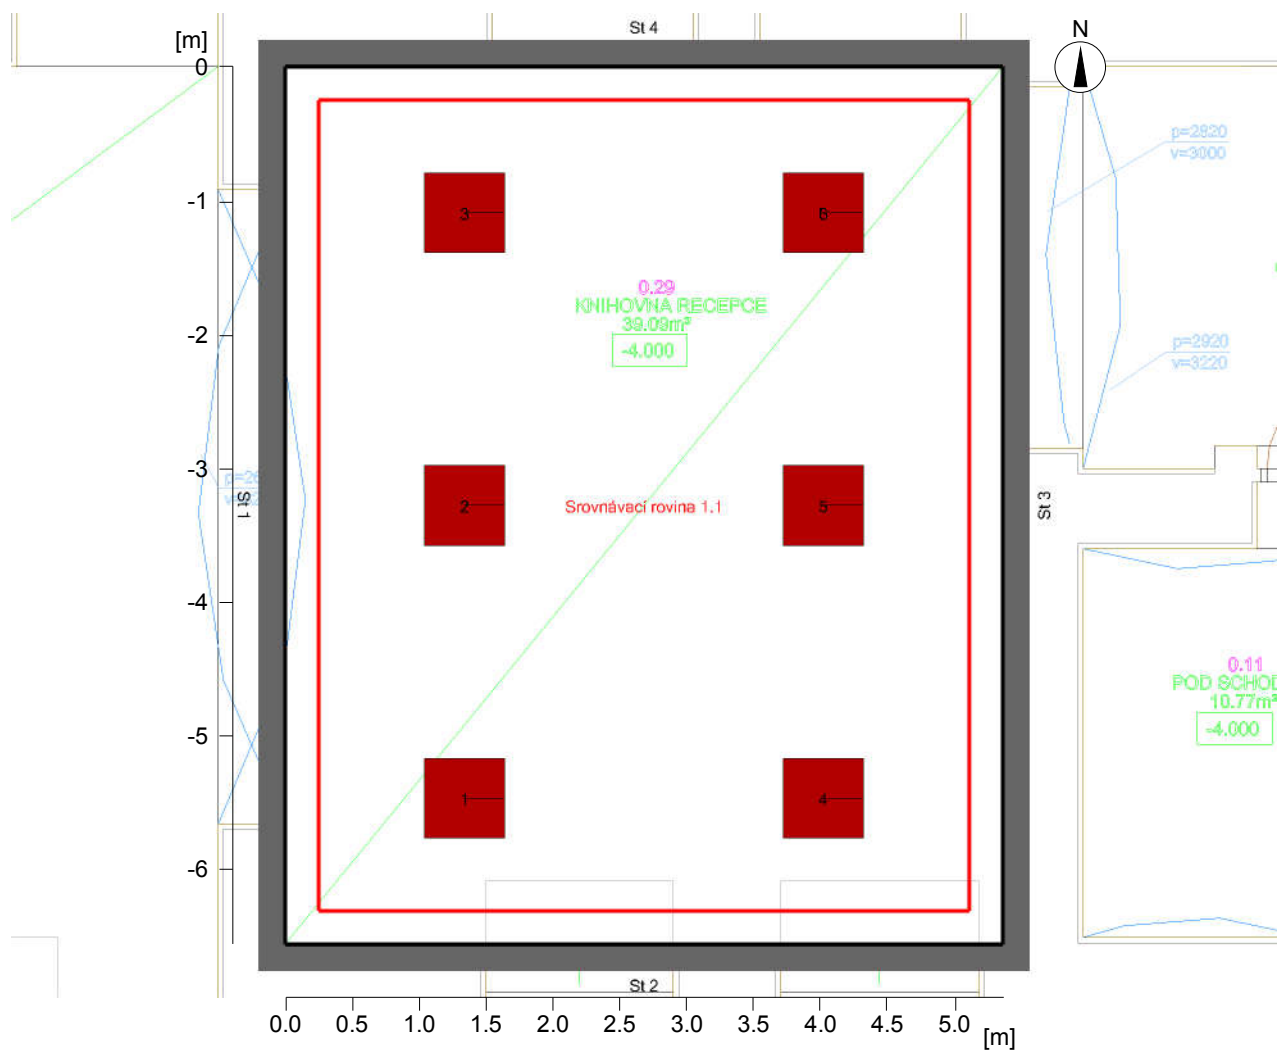 St 4
N
[m]
0
p=2820
v=3000
-1
3
6
0.29
KNIHOVNA RECEPCE
39.09m²
-4.000
-2
p=2920
v=3220
-3
St 1
2
Srovnávací rovina 1.1
5
St 3
-4
0.11
10.77m²
-4.000
-5
1
4
-6
St 2
0.0 0.5 1.0 1.5 2.0 2.5 3.0 3.5 4.0 4.5 5.0
[m]